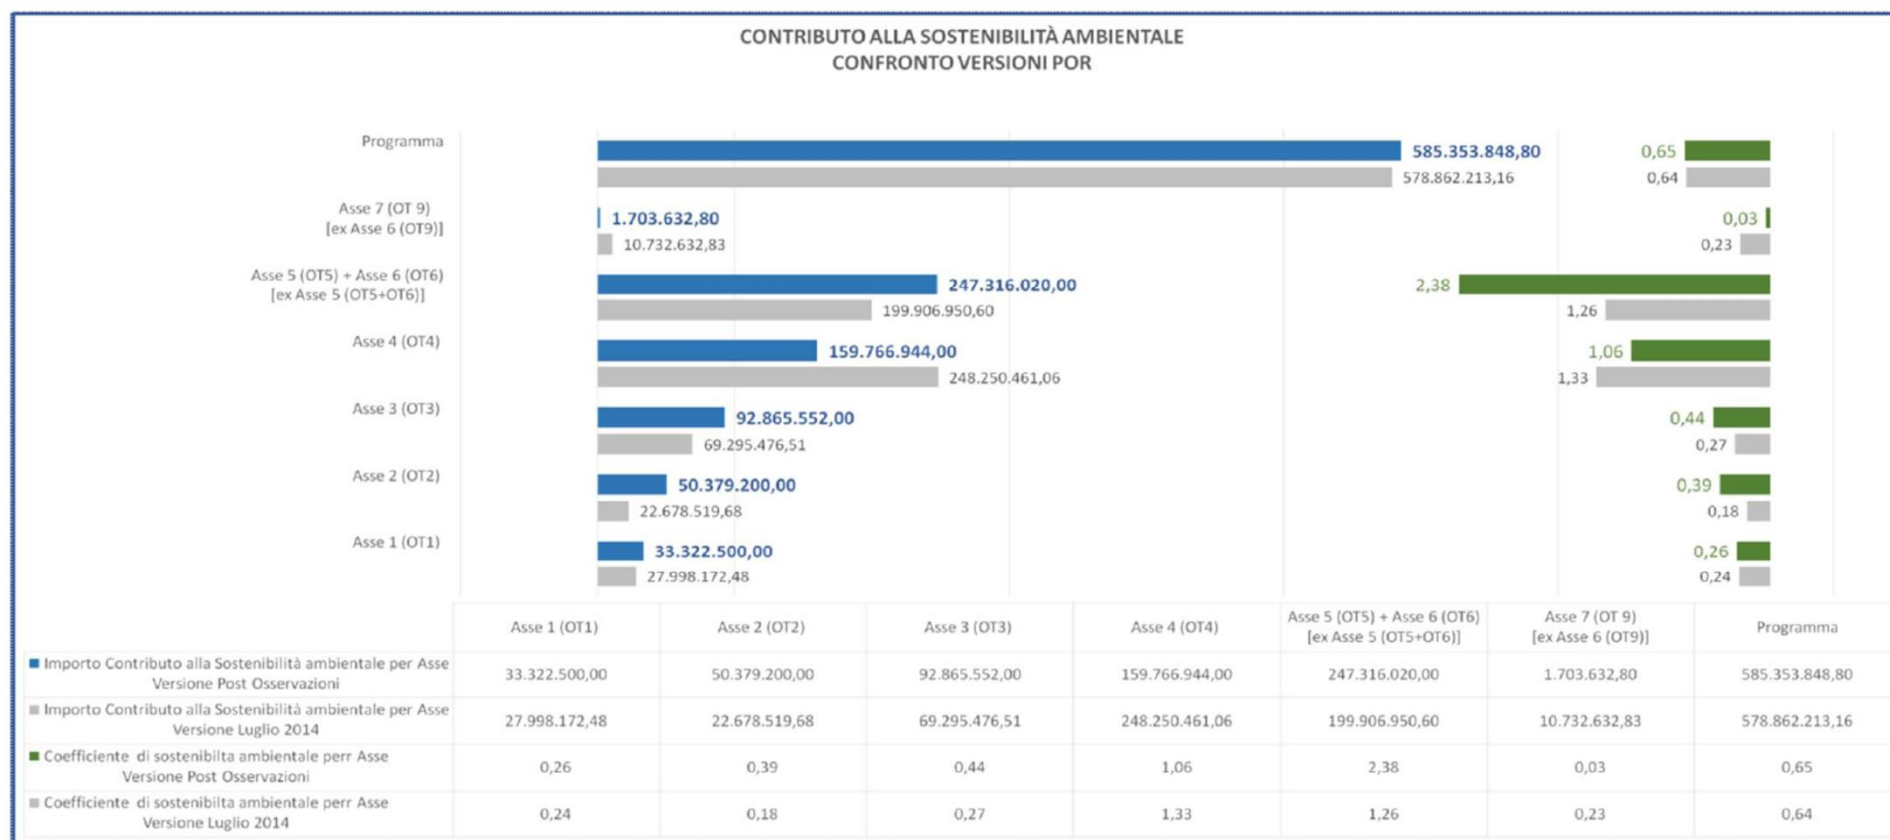 CONTRIBUTO ALLA SOSTENIBILITÀ AMBIENTALE
CONFRONTO VERSIONI POR
Programma
585.353.848,80
0,65
578.862.213,16
0,64
Asse 7 (OT 9)
[ex Asse 6 (OT9)]
1.703.632,80
0,03
10.732.632,83
0,23
Asse 5 (OT5) + Asse 6 (OT6)
[ex Asse 5 (OT5+OT6)]
247.316.020,00
2,38
199.906.950,60
1,26
Asse 4 (OT4)
159.766.944,00
1,06
248.250.461,06
1,33
Asse 3 (OT3)
92.865.552,00
0,44
69.295.476,51
0,27
Asse 2 (OT2)
50.379.200,00
0,39
22.678.519,68
0,18
Asse 1 (OT1)
33.322.500,00
0,26
27.998.172,48
0,24
Asse 1 (OT1) Asse 2 (OT2) Asse 3 (OT3) Asse 4 (OT4) Asse 5 (OT5) + Asse 6 (OT6) Asse 7 (OT 9) Programma
[ex Asse 5 (OT5+OT6)] [ex Asse 6 (OT9)]
Importo Contributo alla Sostenibilità ambientale per Asse
Versione Post Osservazioni
33.322.500,00 50.379.200,00 92.865.552,00 159.766.944,00 247.316.020,00 1.703.632,80 585.353.848,80
Importo Contributo alla Sostenibilità ambientale per Asse
Versione Luglio 2014
27.998.172,48 22.678.519,68 69.295.476,51 248.250.461,06 199.906.950,60 10.732.632,83 578.862.213,16
Coefficiente di sostenibilta ambientale perr Asse
Versione Post Osservazioni
0,26 0,39 0,44 1,06 2,38 0,03 0,65
Coefficiente di sostenibilta ambientale perr Asse
Versione Luglio 2014
0,24 0,18 0,27 1,33 1,26 0,23 0,64